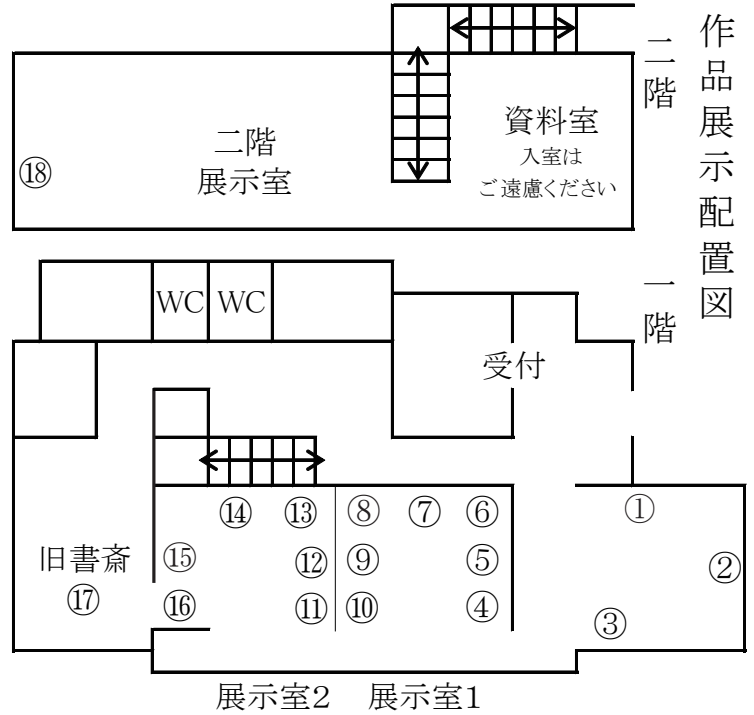 作品展示配置図
二階
資料室
入室は
ご遠慮ください
二階
展示室
⑱
一階
WC WC
受付
①
②
③
⑧ ⑦ ⑥
⑨ ⑤
⑩ ④
⑭ ⑬
⑮ ⑫
⑯ ⑪
旧書斎
⑰
展示室2 展示室1